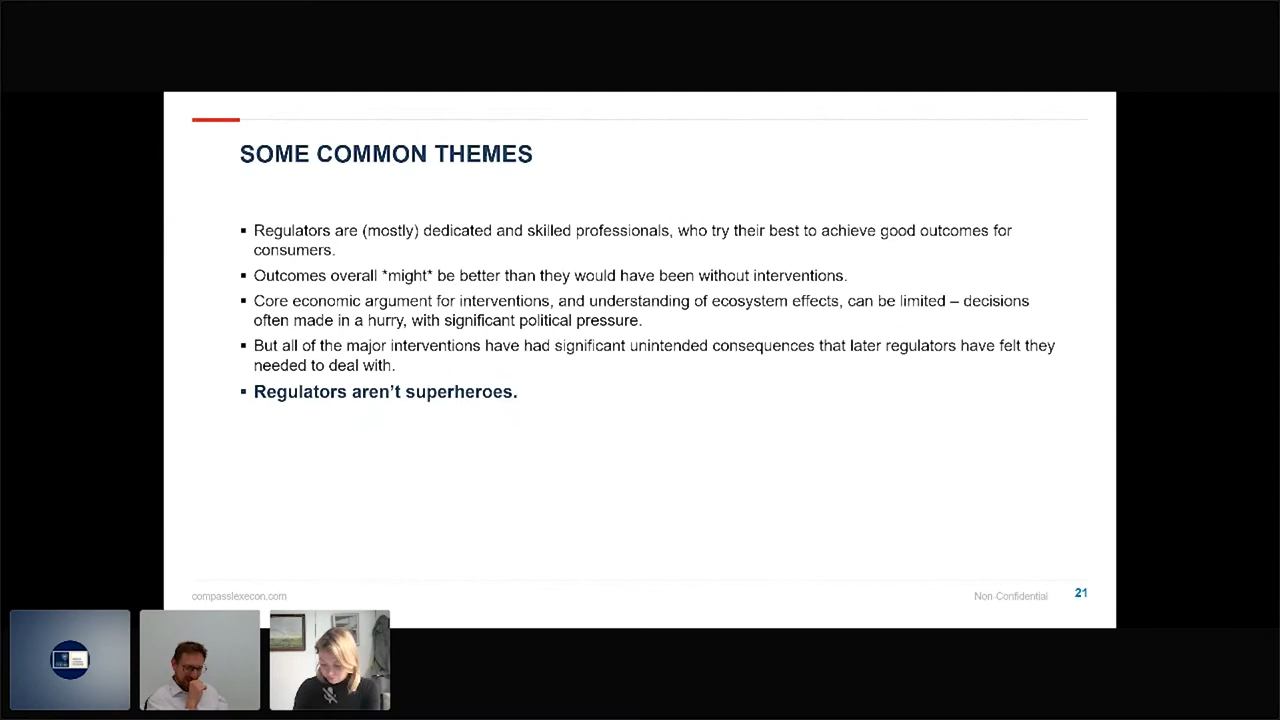 SOME COMMON THEMES
▪ Regulators are (mostly) dedicated and skilled professionals, who try their best to achieve good outcomes for
consumers.
▪ Outcomes overall *might* be better than they would have been without interventions.
▪ Core economic argument for interventions, and understanding of ecosystem effects, can be limited – decisions
often made in a hurry, with significant political pressure.
▪ But all of the major interventions have had significant unintended consequences that later regulators have felt they
needed to deal with.
▪ Regulators aren’t superheroes.
compasslexecon.com
Non-Confidential
21